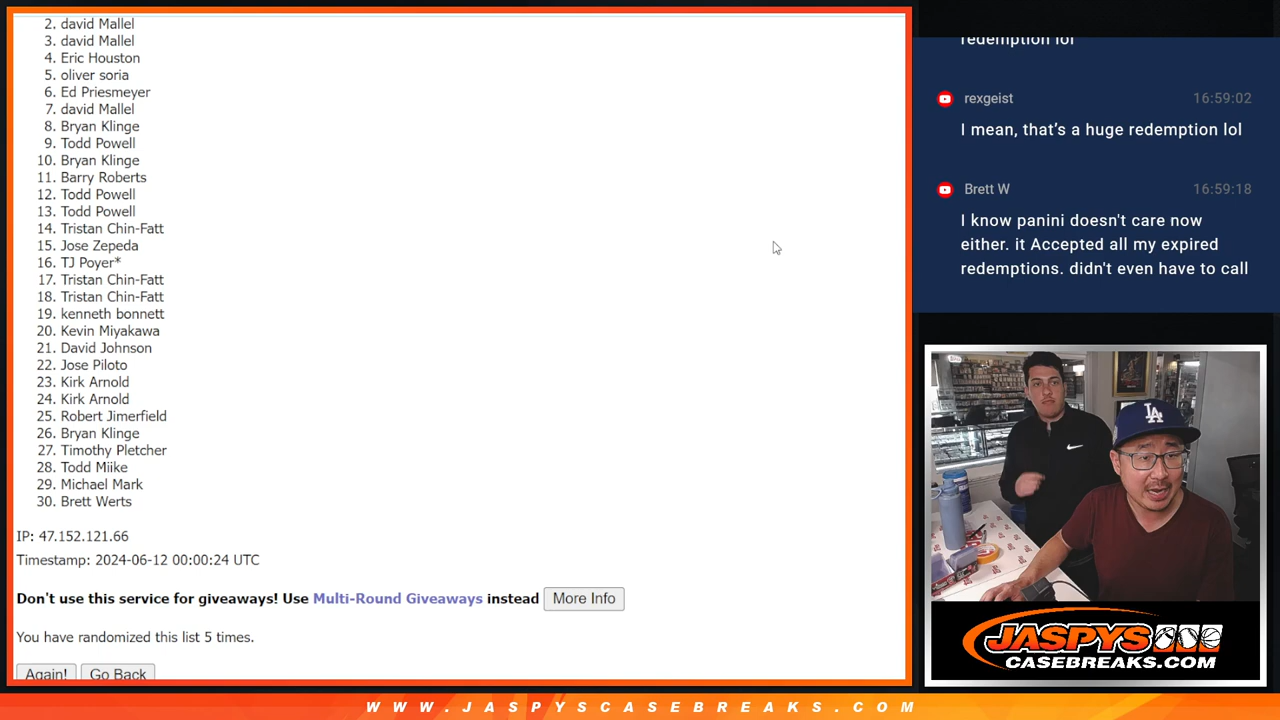 2. david Mallel
3. david Mallel
4. Eric Houston
5. oliver soria
6. Ed Priesmeyer
7. david Mallel
8. Bryan Klinge
9. Todd Powell
10. Bryan Klinge
11. Barry Roberts
12. Todd Powell
13. Todd Powell
14. Tristan Chin-Fatt
15. Jose Zepeda
16. TJ Poyer*
17. Tristan Chin-Fatt
18. Tristan Chin-Fatt
19. kenneth bonnett
20. Kevin Miyakawa
21. David Johnson
22. Jose Piloto
23. Kirk Arnold
24. Kirk Arnold
25. Robert Jimerfield
26. Bryan Klinge
27. Timothy Pletcher
28. Todd Miike
29. Michael Mark
30. Brett Werts
IP: 47.152.121.66
Timestamp: 2024-06-12 00:00:24 UTC
Don't use this service for giveaways! Use Multi-Round Giveaways instead More Info
You have randomized this list 5 times.
Again! Go Back
redemption lol
rexgeist 16:59:02
I mean, that's a huge redemption lol
Brett W 16:59:18
I know panini doesn't care now
either. it Accepted all my expired
redemptions. didn't even have to call
LA
JASPYS
CASEBREAKS.COM
WWW.JASPYSCASEBREAKS.COM